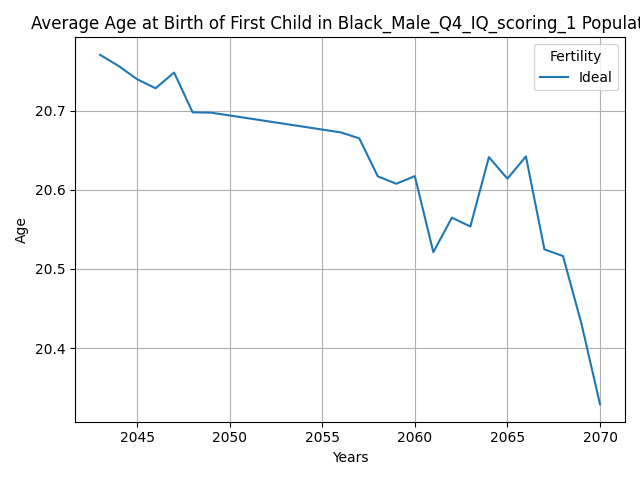 Average Age at Birth of First Child in Black_Male_Q4_IQ_scoring_1 Populat
Fertility
Ideal
20.7
20.6
20.5
20.4
Age
2045 2050 2055 2060 2065 2070
Years